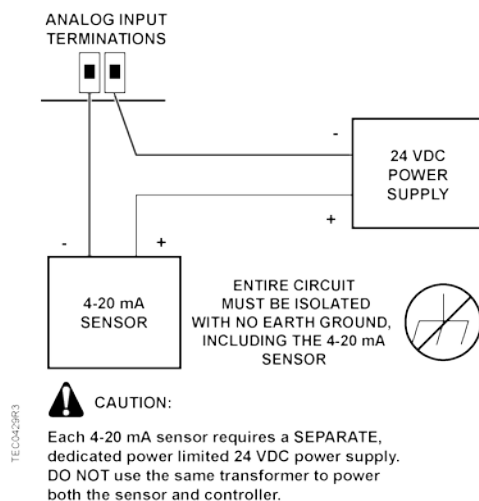 ANALOG INPUT
TERMINATIONS
-
24 VDC
POWER
SUPPLY
+
-
+
4-20 mA
SENSOR
ENTIRE CIRCUIT
MUST BE ISOLATED
WITH NO EARTH GROUND,
INCLUDING THE 4-20 mA
SENSOR
TEC0429R3
CAUTION:
Each 4-20 mA sensor requires a SEPARATE,
dedicated power limited 24 VDC power supply.
DO NOT use the same transformer to power
both the sensor and controller.